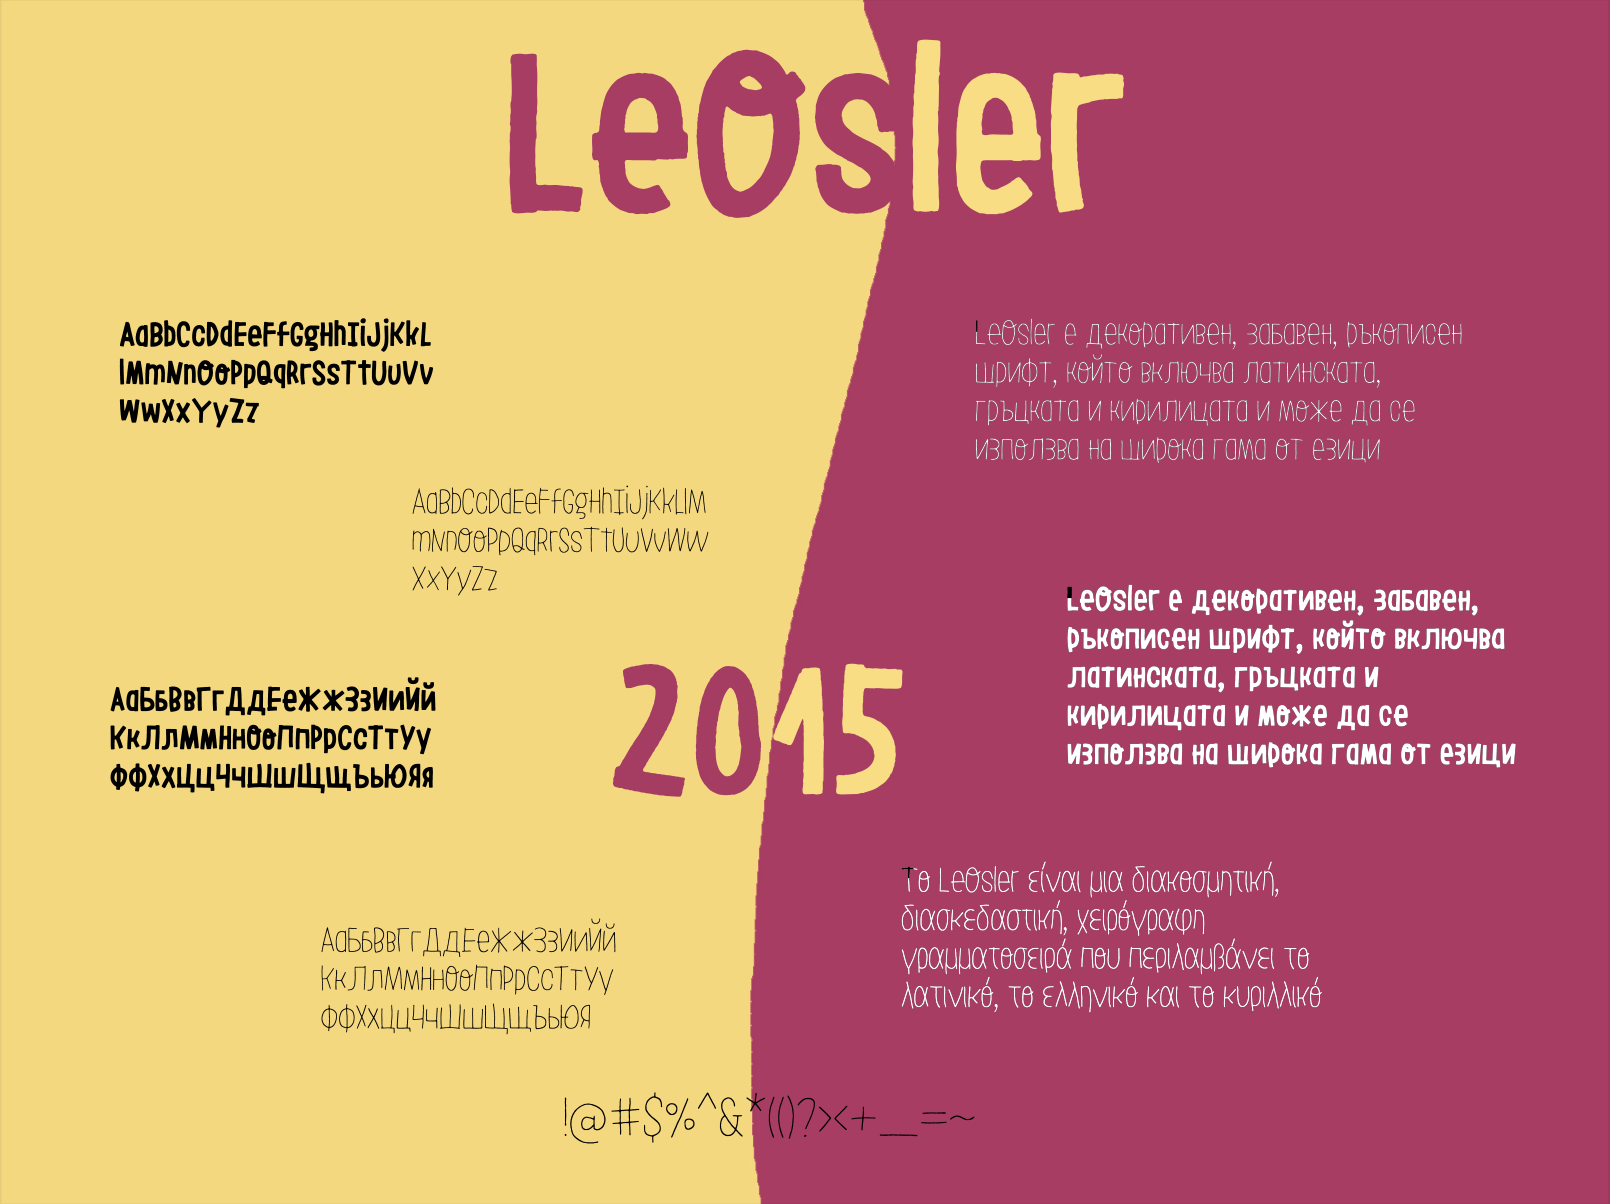 LeOsler
AaBbCcDdEeFfGgHhIiJjKkL
lMmNnOoPpQqRrSsTtUuVv
WwXxYyZz
LeOsler е декоративен, забавен, ръкописен
шрифт, който включва латинската,
гръцката и кирилицата и може да се
използва на широка гама от езици
AaBbCcDdEeFfGgHhIiJjKkLlM
mNnOoPpQqRrSsTtUuVvWw
XxYyZz
LeOsler е декоративен, забавен,
ръкописен шрифт, който включва
латинската, гръцката и
кирилицата и може да се
използва на широка гама от езици
2015
АаБбВвГгДдЕеЖжЗзИиЙй
КкЛлМмНнОоПпРрСсТтУу
ФфХхЦцЧчШшЩщЪьЮЯя
То LeOsler είναι μια διακοσμητική,
διασκεδαστική, χειρόγραφη
γραμματοσειρά που περιλαμβάνει το
λατινικό, το ελληνικό και το κυριλλικό
АаБбВвГгДдЕеЖжЗзИиЙй
КкЛлМмНнОоПпРрСсТтУу
ФфХхЦцЧчШшЩщЪьЮЯ
!@#$%^&*(()?><+__=~